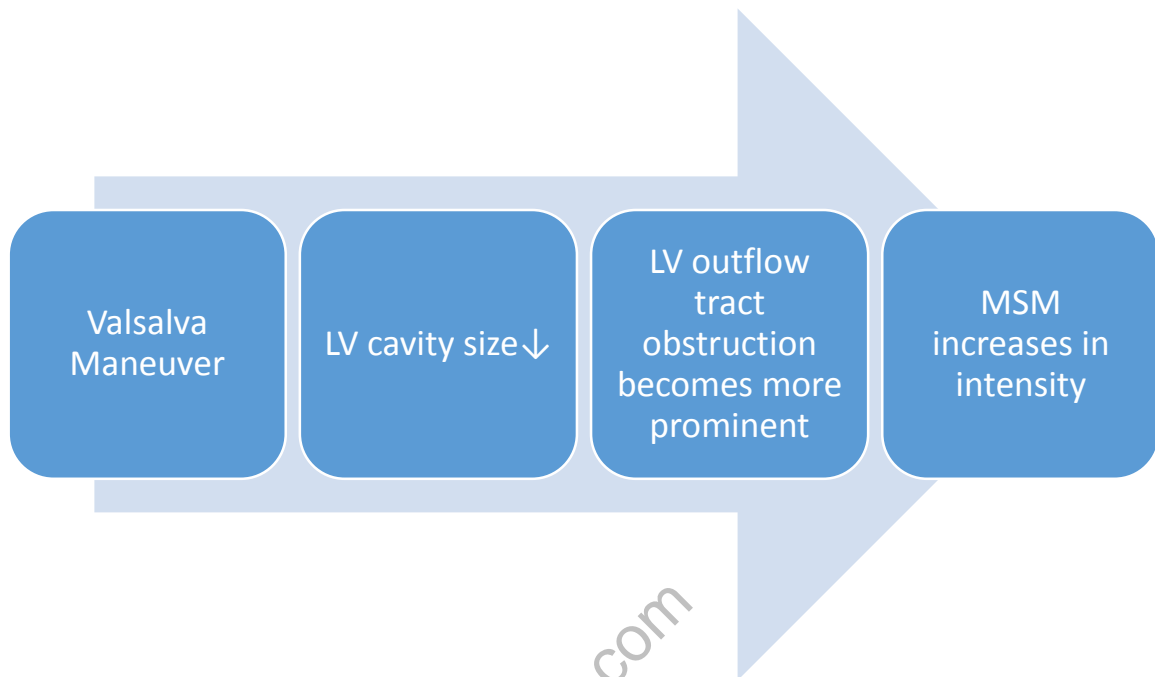 Valsalva
Maneuver
LV cavity size↓
LV outflow
tract
obstruction
becomes more
prominent
MSM
increases in
intensity
com